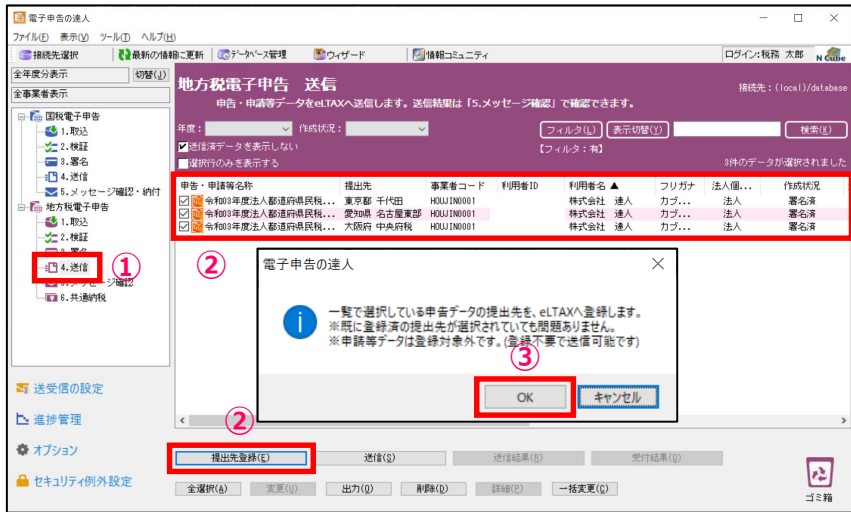 電子申告の達人
ファイル(F) 表示(V) ツール(T) ヘルプ(H)
接続先選択 最新の情報に更新 データベース管理 ウィザード 情報コミュニティ ログイン:税務 太郎 N Cube
全年度分表示 切替(J)
全事業者表示
国税電子申告
1.取込
2.検証
3.署名
4.送信
5.メッセージ確認・納付
地方税電子申告
1.取込
2.検証
4.送信
①
6.共通納税
送受信の設定
進捗管理
オプション
セキュリティ例外設定
地方税電子申告 送信
接続先:(local)/database
申告・申請等データをeLTAXへ送信します。送信結果は「5.メッセージ確認」で確認できます。
年度: 作成状況: フィルタ(L) 表示切替(Y) 検索(K)
送信済データを表示しない 【フィルタ:有】
選択行のみを表示する 3件のデータが選択されました
申告・申請等名称 提出先 事業者コード 利用者ID 利用者名 ▲ フリガナ 法人個... 作成状況
令和03年度法人都道府県民税... 東京都 千代田 HOUJIN0001 株式会社 達人 カブ... 法人 署名済
令和03年度法人都道府県民税... 愛知県 名古屋東部 HOUJIN0001 株式会社 達人 カブ... 法人 署名済
令和03年度法人都道府県民税... 大阪府 中央府税 HOUJIN0001 株式会社 達人 カブ... 法人 署名済
②
電子申告の達人
一覧で選択している申告データの提出先を、eLTAXへ登録します。
※既に登録済の提出先が選択されていても問題ありません。
※申請等データは登録対象外です。(登録不要で送信可能です)
③
OK キャンセル
②
提出先登録(E) 送信(S) 送信結果(R) 受付結果(Q)
全選択(A) 変更(U) 出力(O) 削除(D) 詳細(P) 一括変更(C)
ゴミ箱